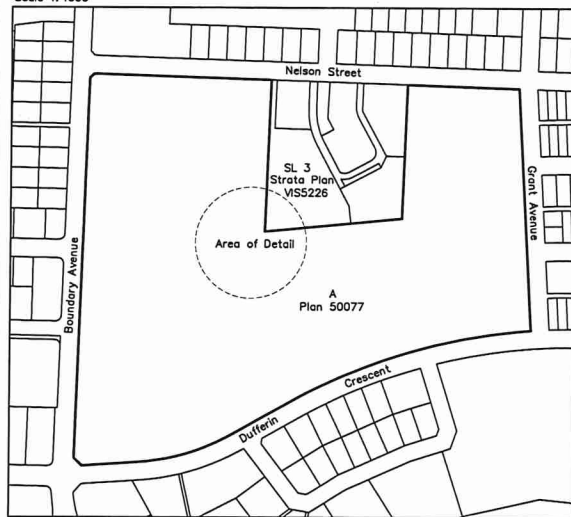 Nelson Street
SL 3
Strata Plan
VIS5226
Grant Avenue
Area of Detail
Boundary Avenue
A
Plan 50077
Dufferin Crescent